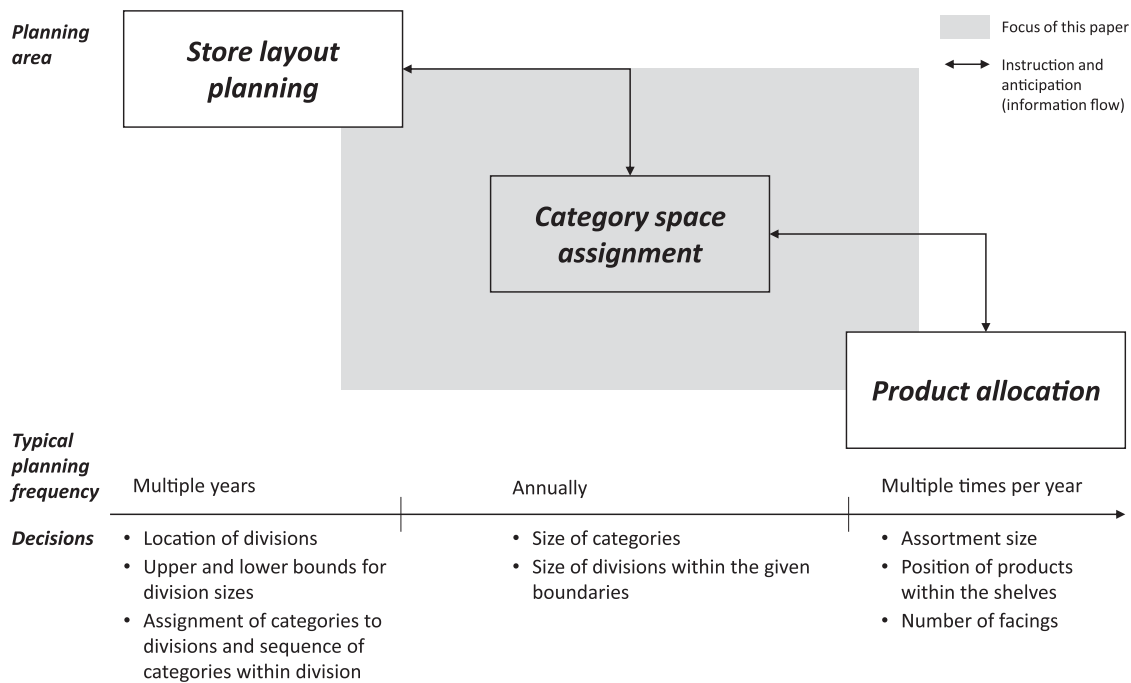 Planning
area
Store layout
planning
Focus of this paper
Instruction and
anticipation
(information flow)
Category space
assignment
Product allocation
Typical
planning
frequency
Multiple years
Annually
Multiple times per year
Decisions
• Location of divisions
• Upper and lower bounds for
division sizes
• Assignment of categories to
divisions and sequence of
categories within division
• Size of categories
• Size of divisions within the given
boundaries
• Assortment size
• Position of products
within the shelves
• Number of facings